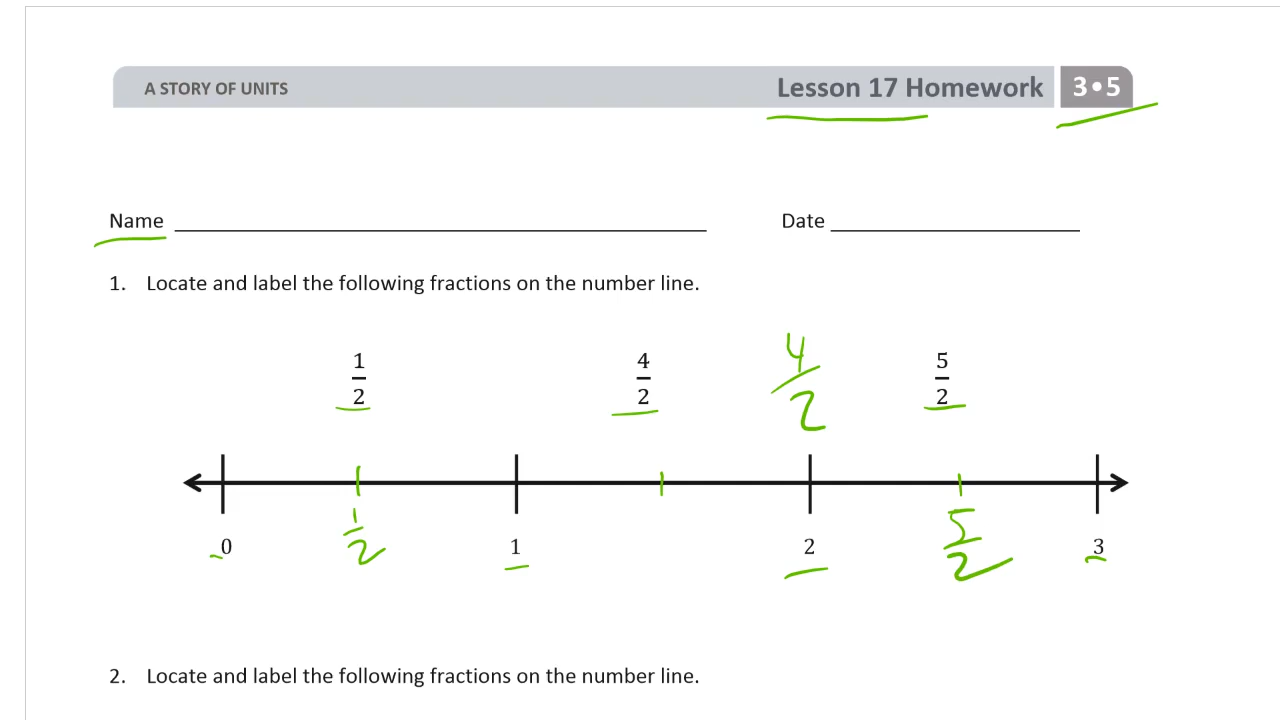 A STORY OF UNITS Lesson 17 Homework 3•5
Name Date
1. Locate and label the following fractions on the number line.
1/2 4/2 4/2 5/2
1/2 5/2
0 1 2 3
2. Locate and label the following fractions on the number line.